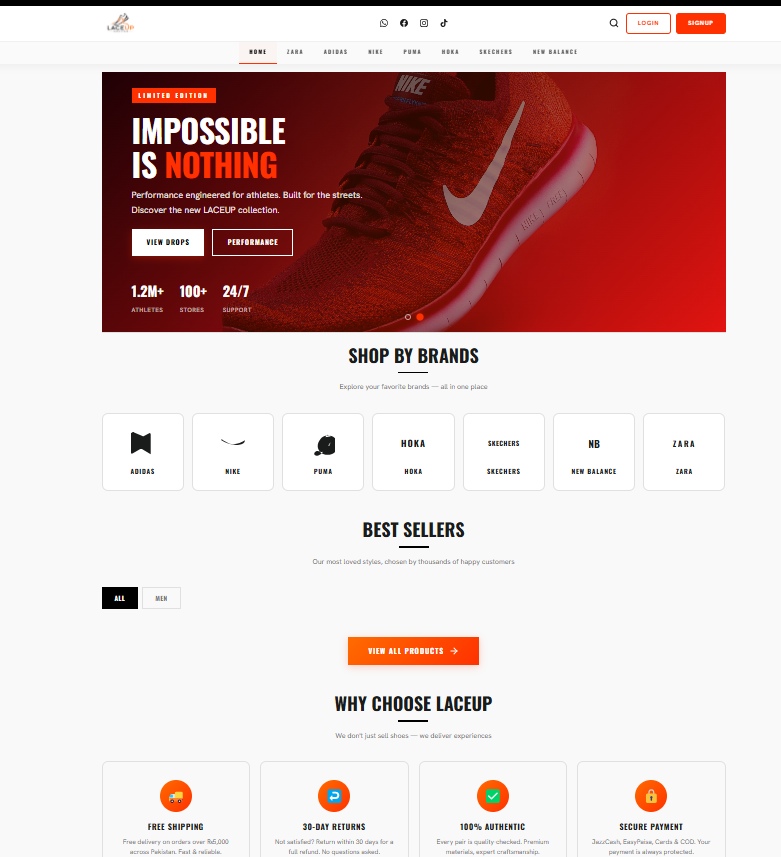 LACEUP
LOGIN
SIGNUP
HOME ZARA ADIDAS NIKE PUMA HOKA SKECHERS NEW BALANCE
LIMITED EDITION
NIKE
IMPOSSIBLE
IS NOTHING
Performance engineered for athletes. Built for the streets.
Discover the new LACEUP collection.
VIEW DROPS
PERFORMANCE
1.2M+ 100+ 24/7
ATHLETES STORES SUPPORT
NIKE FREE
SHOP BY BRANDS
Explore your favorite brands — all in one place
HOKA SKECHERS NB ZARA
ADIDAS NIKE PUMA HOKA SKECHERS NEW BALANCE ZARA
BEST SELLERS
Our most loved styles, chosen by thousands of happy customers
ALL MEN
VIEW ALL PRODUCTS →
WHY CHOOSE LACEUP
We don't just sell shoes — we deliver experiences
FREE SHIPPING
Free delivery on orders over ₨5,000
across Pakistan. Fast & reliable.
30-DAY RETURNS
Not satisfied? Return within 30 days for a
full refund. No questions asked.
100% AUTHENTIC
Every pair is quality checked. Premium
materials, expert craftsmanship.
SECURE PAYMENT
JazzCash, EasyPaisa, Cards & COD. Your
payment is always protected.